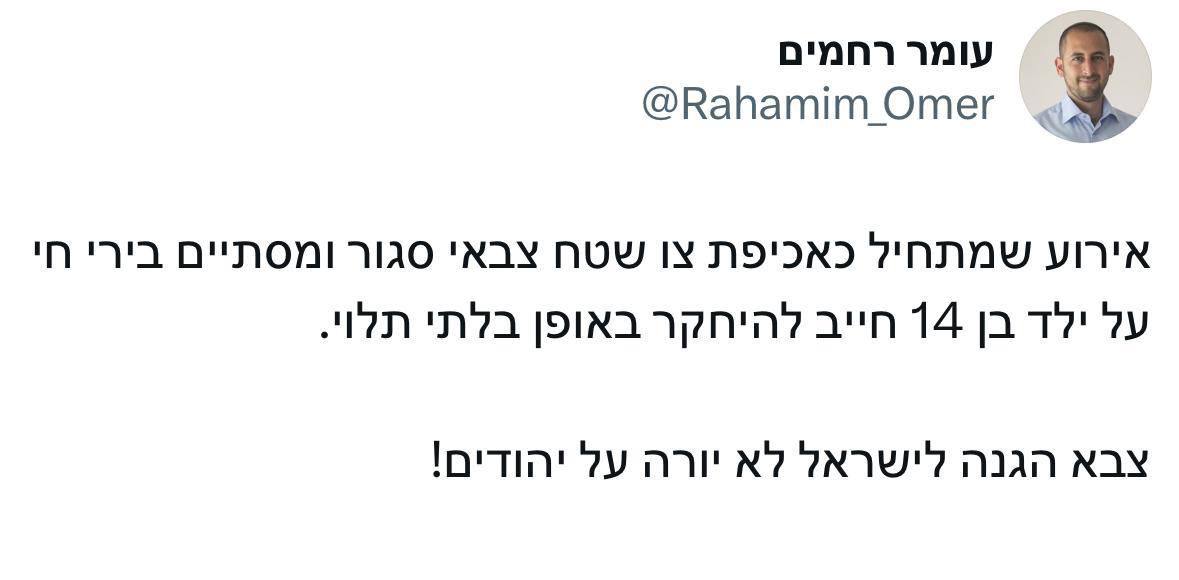 עומר רחמים
@Rahamim_Omer
אירוע שמתחיל כאכיפת צו שטח צבאי סגור ומסתיים בירי חי
על ילד בן 14 חייב להיחקר באופן בלתי תלוי.
צבא הגנה לישראל לא יורה על יהודים!